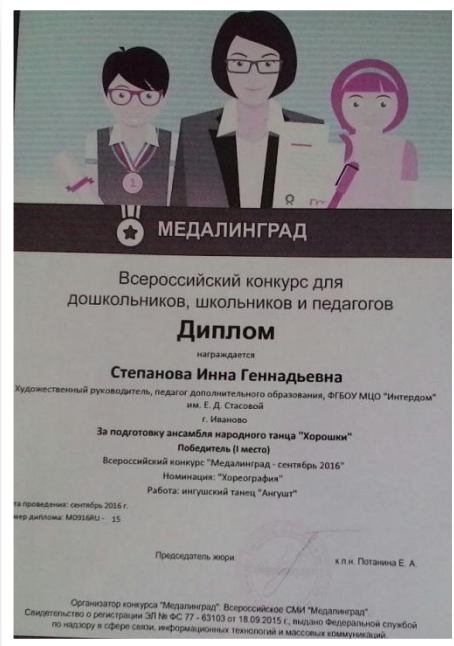 1
МЕДАЛИНГРАД
Всероссийский конкурс для
дошкольников, школьников и педагогов
Диплом
награждается
Степанова Инна Геннадьевна
Художественный руководитель, педагог дополнительного образования, ФГБОУ МЦО "Интердом"
им. Е. Д. Стасовой
г. Иваново
За подготовку ансамбля народного танца "Хорошки"
Победитель (I место)
Всероссийский конкурс "Медалинград - сентябрь 2016"
Номинация: "Хореография"
Работа: ингушский танец "Ангушт"
та проведения: сентябрь 2016 г.
мер диплома: M0916RU - 15
Председатель жюри:
к.п.н. Потанина Е. А.
Организатор конкурса "Медалинград". Всероссийское СМИ "Медалинград".
Свидетельство о регистрации ЭЛ № ФС 77 - 63103 от 18.09.2015 г., выдано Федеральной службой
по надзору в сфере связи, информационных технологий и массовых коммуникаций.